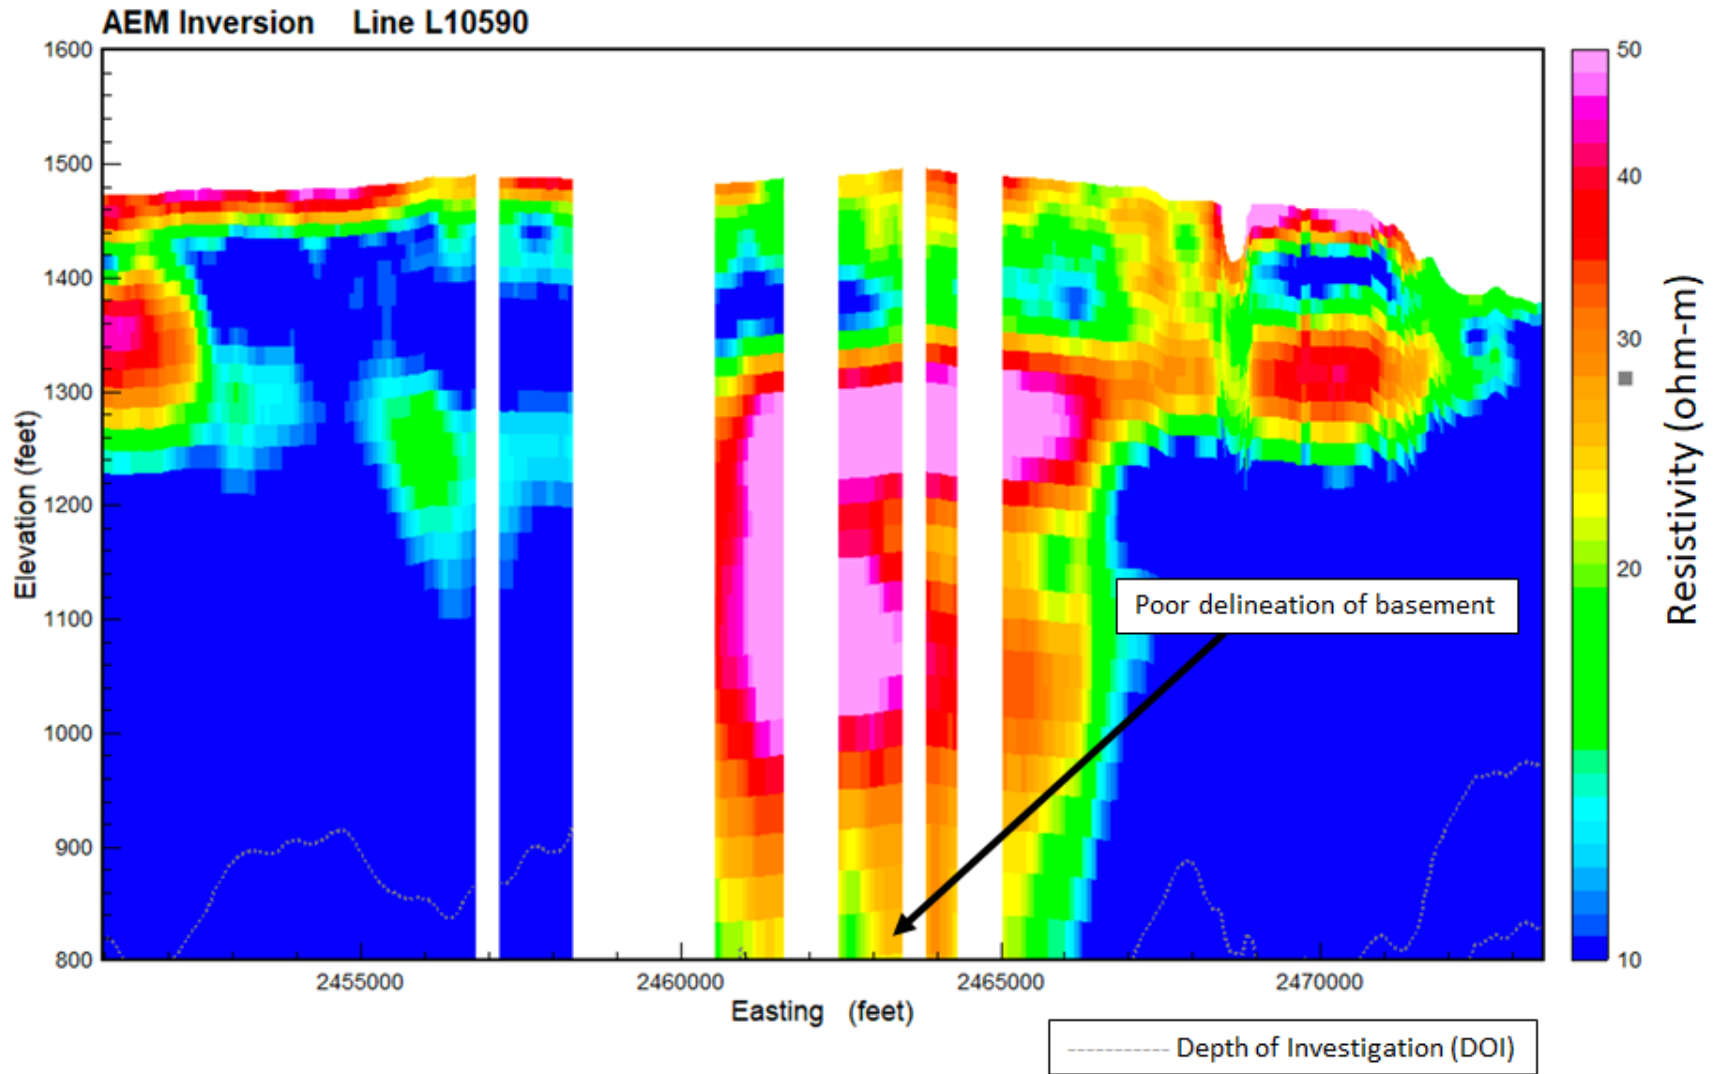 AEM Inversion Line L10590
1600
1500
1400
1300
1200
1100
1000
900
800
Elevation (feet)
2455000 2460000 2465000 2470000
Easting (feet)
Poor delineation of basement
50
40
30
20
10
Resistivity (ohm-m)
Depth of Investigation (DOI)